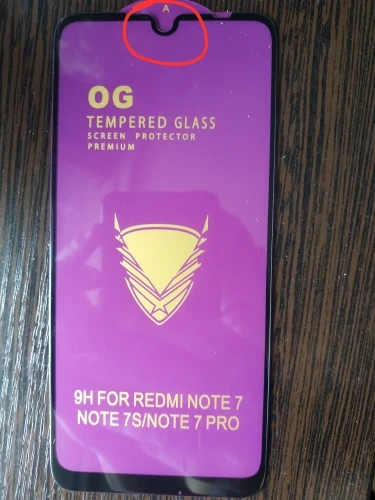 A
OG
TEMPERED GLASS
SCREEN PROTECTOR
PREMIUM
9H FOR REDMI NOTE 7
NOTE 7S/NOTE 7 PRO